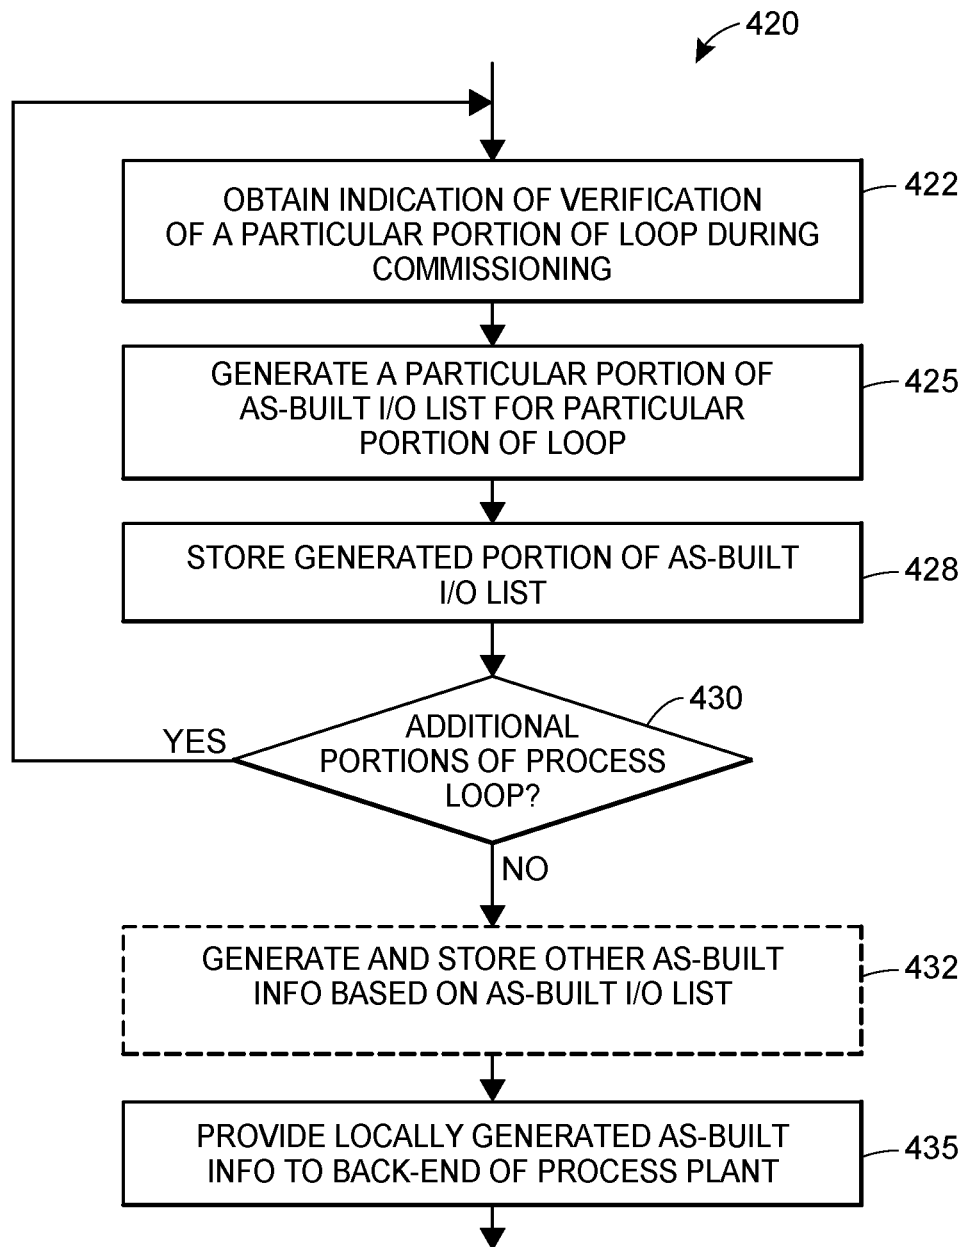 420
OBTAIN INDICATION OF VERIFICATION
OF A PARTICULAR PORTION OF LOOP DURING
COMMISSIONING
422
GENERATE A PARTICULAR PORTION OF
AS-BUILT I/O LIST FOR PARTICULAR
PORTION OF LOOP
425
STORE GENERATED PORTION OF AS-BUILT
I/O LIST
428
430
ADDITIONAL
PORTIONS OF PROCESS
LOOP?
YES
NO
GENERATE AND STORE OTHER AS-BUILT
INFO BASED ON AS-BUILT I/O LIST
432
PROVIDE LOCALLY GENERATED AS-BUILT
INFO TO BACK-END OF PROCESS PLANT
435